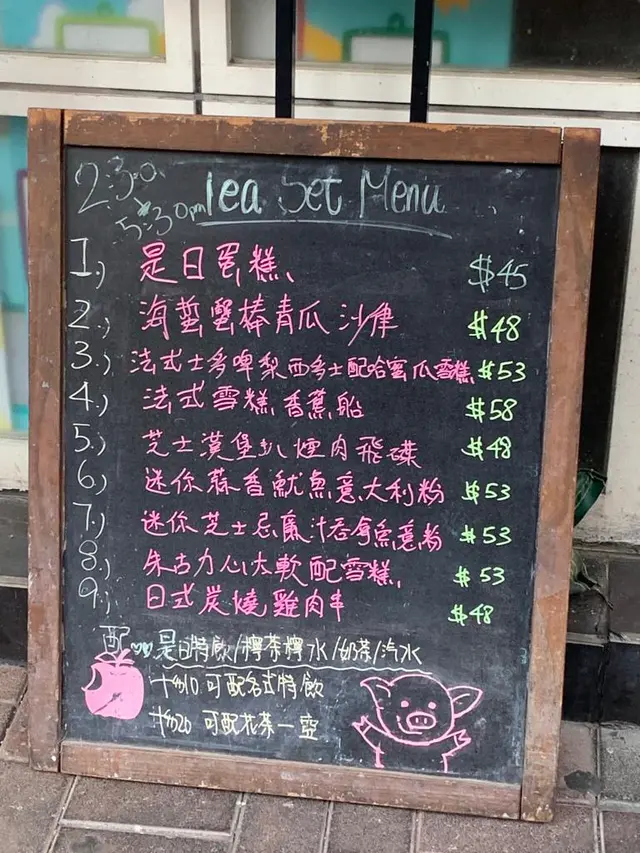 2:30
5:30pm Tea Set Menu
1.) 是日蛋糕 $45
2.) 海蜇蟹棒青瓜沙律 $48
3.) 法式士多啤梨西多士配哈蜜瓜雪糕 $53
4.) 法式雪糕香蕉船 $58
5.) 芝士漢堡扒煙肉飛碟 $48
6.) 迷你蒜香魷魚意大利粉 $53
7.) 迷你芝士忌廉汁吞拿魚意粉 $53
8.) 朱古力心太軟配雪糕 $53
9.) 日式炭燒雞肉串 $48
配 是日特飲/檸茶檸水/奶茶/汽水
+$10 可配各式特飲
+$20 可配花茶一壺